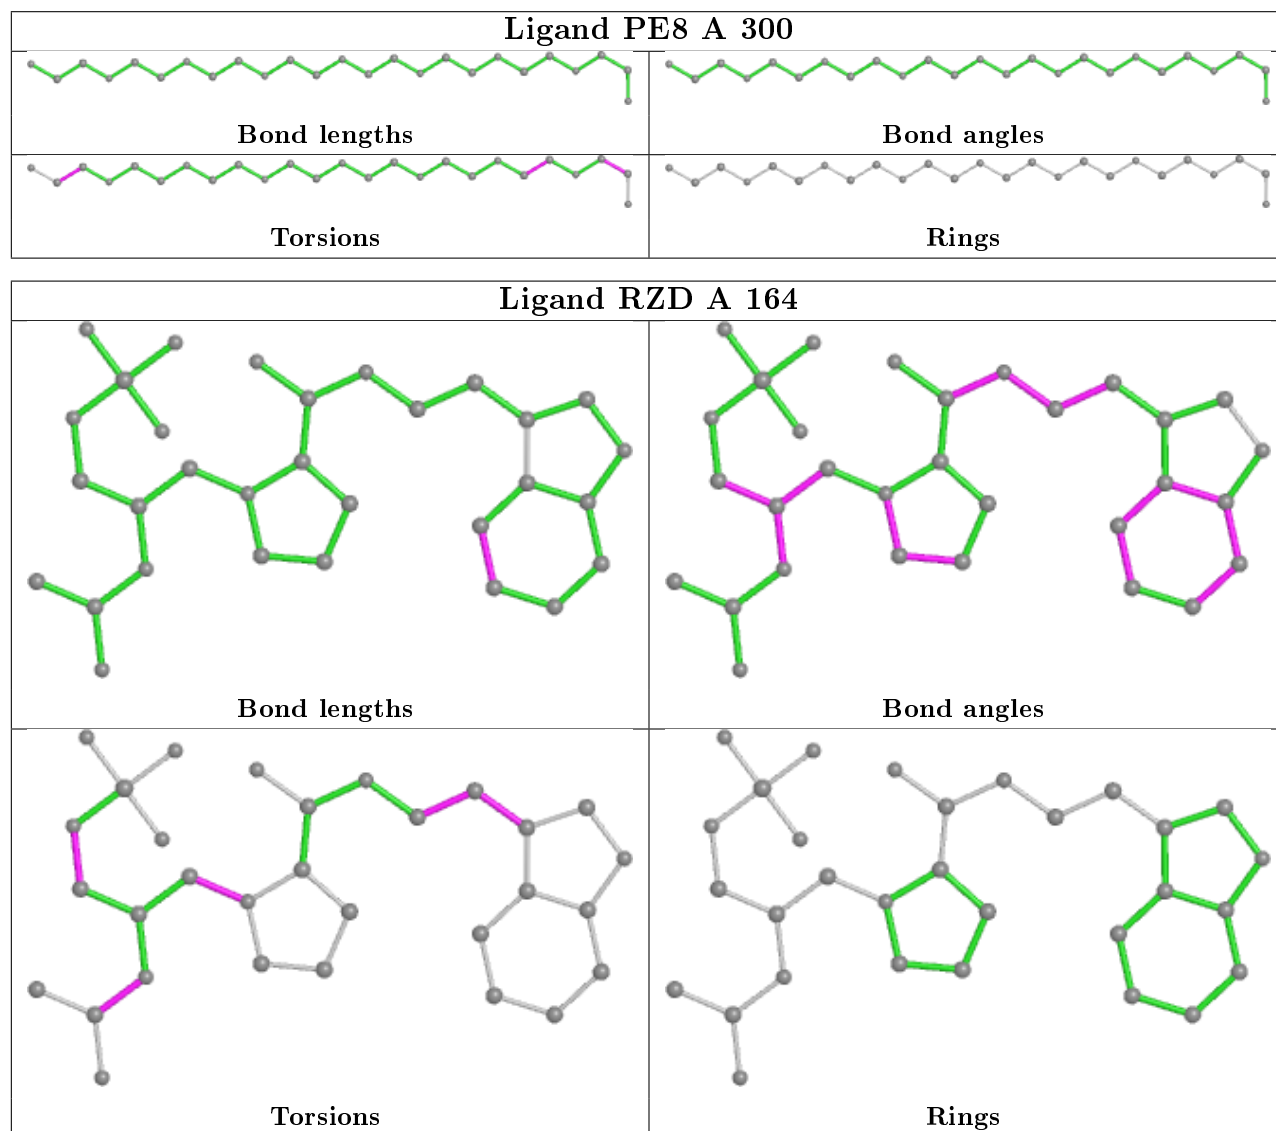 Ligand PE8 A 300
Bond lengths
Bond angles
Torsions
Rings
Ligand RZD A 164
Bond lengths
Bond angles
Torsions
Rings